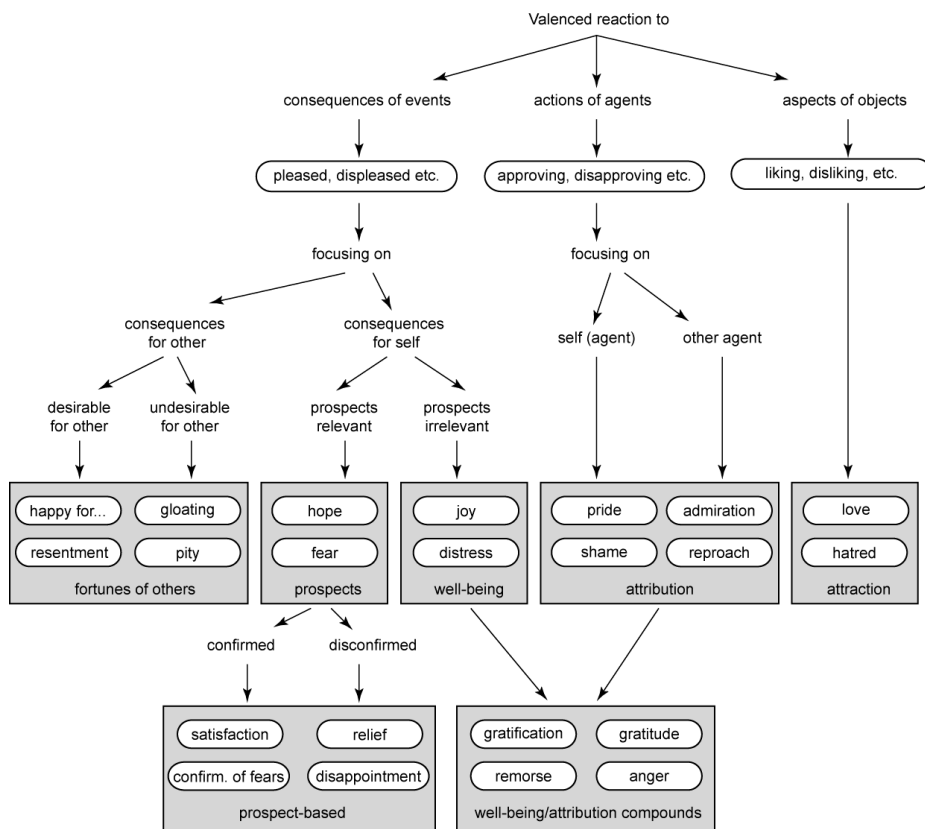 Valenced reaction to
consequences of events
actions of agents
aspects of objects
pleased, displeased etc.
approving, disapproving etc.
liking, disliking, etc.
focusing on
focusing on
consequences
for other
consequences
for self
self (agent)
other agent
desirable
for other
undesirable
for other
prospects
relevant
prospects
irrelevant
happy for...
gloating
resentment
pity
fortunes of others
hope
fear
prospects
joy
distress
well-being
pride
admiration
shame
reproach
attribution
love
hatred
attraction
confirmed
disconfirmed
satisfaction
relief
confirm. of fears
disappointment
prospect-based
gratification
gratitude
remorse
anger
well-being/attribution compounds